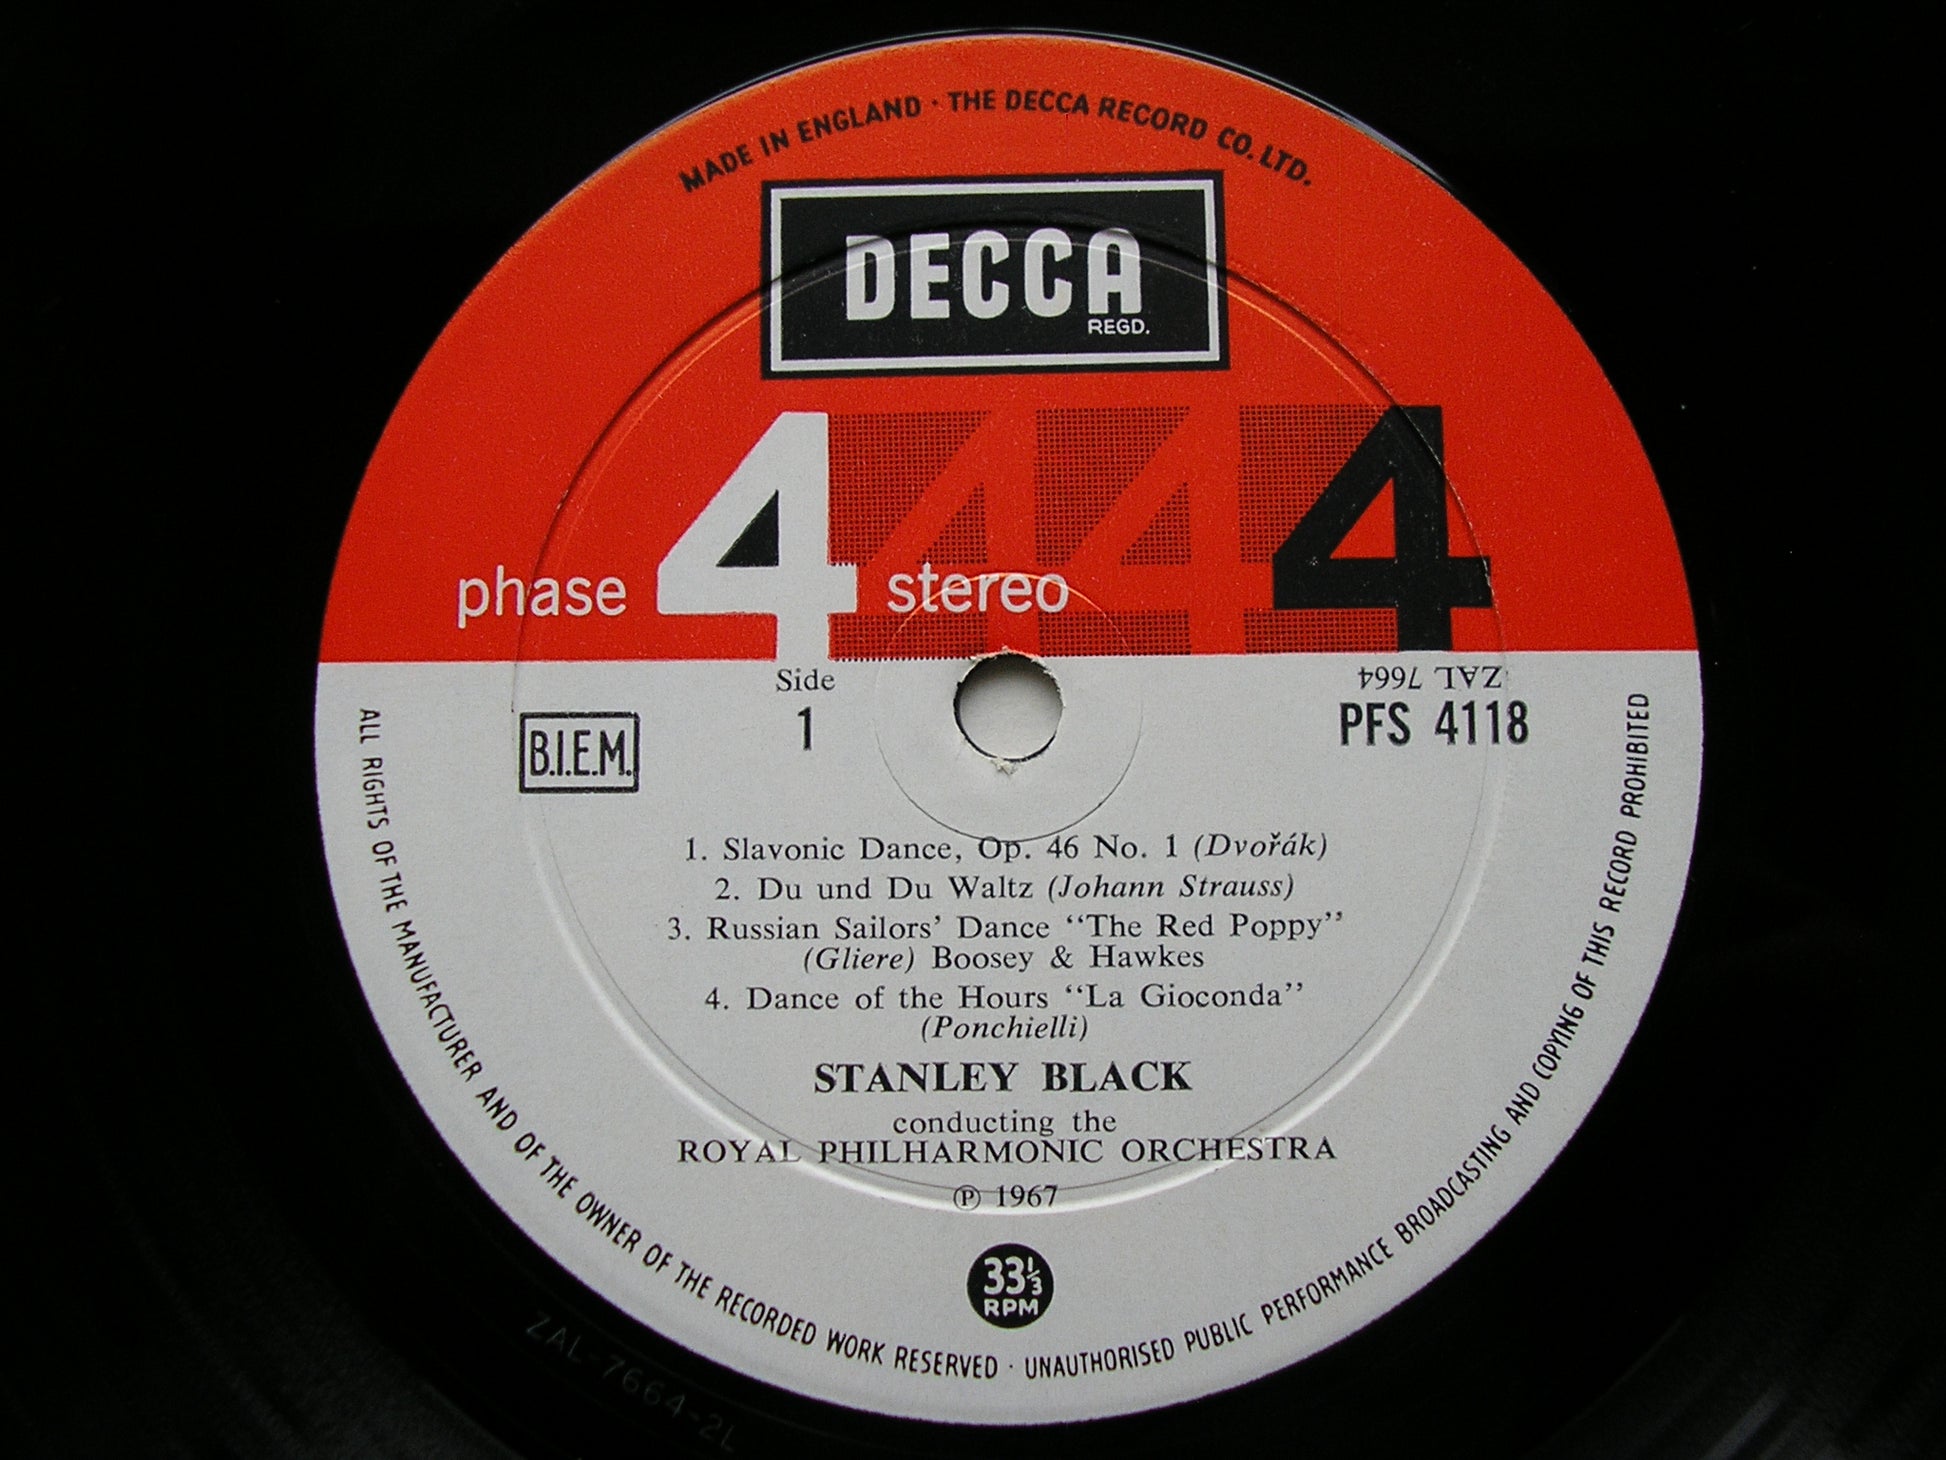 MADE IN ENGLAND · THE DECCA RECORD CO. LTD.
DECCA
REGD.
phase 4 stereo 4 4 4
Side
1
ZAL 7664
PFS 4118
B.I.E.M.
1. Slavonic Dance, Op. 46 No. 1 (Dvořák)
2. Du und Du Waltz (Johann Strauss)
3. Russian Sailors' Dance "The Red Poppy"
(Gliere) Boosey & Hawkes
4. Dance of the Hours "La Gioconda"
(Ponchielli)
STANLEY BLACK
conducting the
ROYAL PHILHARMONIC ORCHESTRA
℗ 1967
33⅓
RPM
ALL RIGHTS OF THE MANUFACTURER AND OF THE OWNER OF THE RECORDED WORK RESERVED · UNAUTHORISED PUBLIC PERFORMANCE BROADCASTING AND COPYING OF THIS RECORD PROHIBITED
ZAL-7664-2L